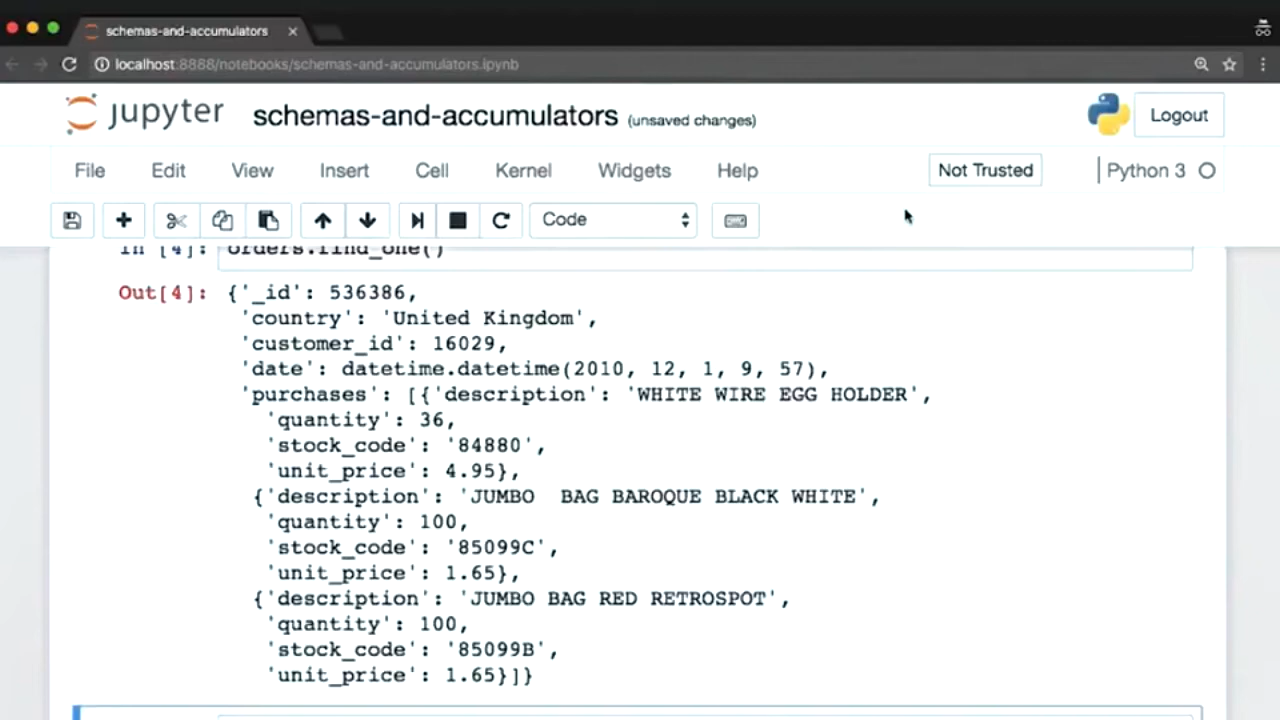 schemas-and-accumulators
localhost:8888/notebooks/schemas-and-accumulators.ipynb
jupyter schemas-and-accumulators (unsaved changes) Logout
File Edit View Insert Cell Kernel Widgets Help Not Trusted Python 3
Code
In [4]: orders.find_one()
Out[4]: {'_id': 536386,
'country': 'United Kingdom',
'customer_id': 16029,
'date': datetime.datetime(2010, 12, 1, 9, 57),
'purchases': [{'description': 'WHITE WIRE EGG HOLDER',
'quantity': 36,
'stock_code': '84880',
'unit_price': 4.95},
{'description': 'JUMBO  BAG BAROQUE BLACK WHITE',
'quantity': 100,
'stock_code': '85099C',
'unit_price': 1.65},
{'description': 'JUMBO BAG RED RETROSPOT',
'quantity': 100,
'stock_code': '85099B',
'unit_price': 1.65}]}